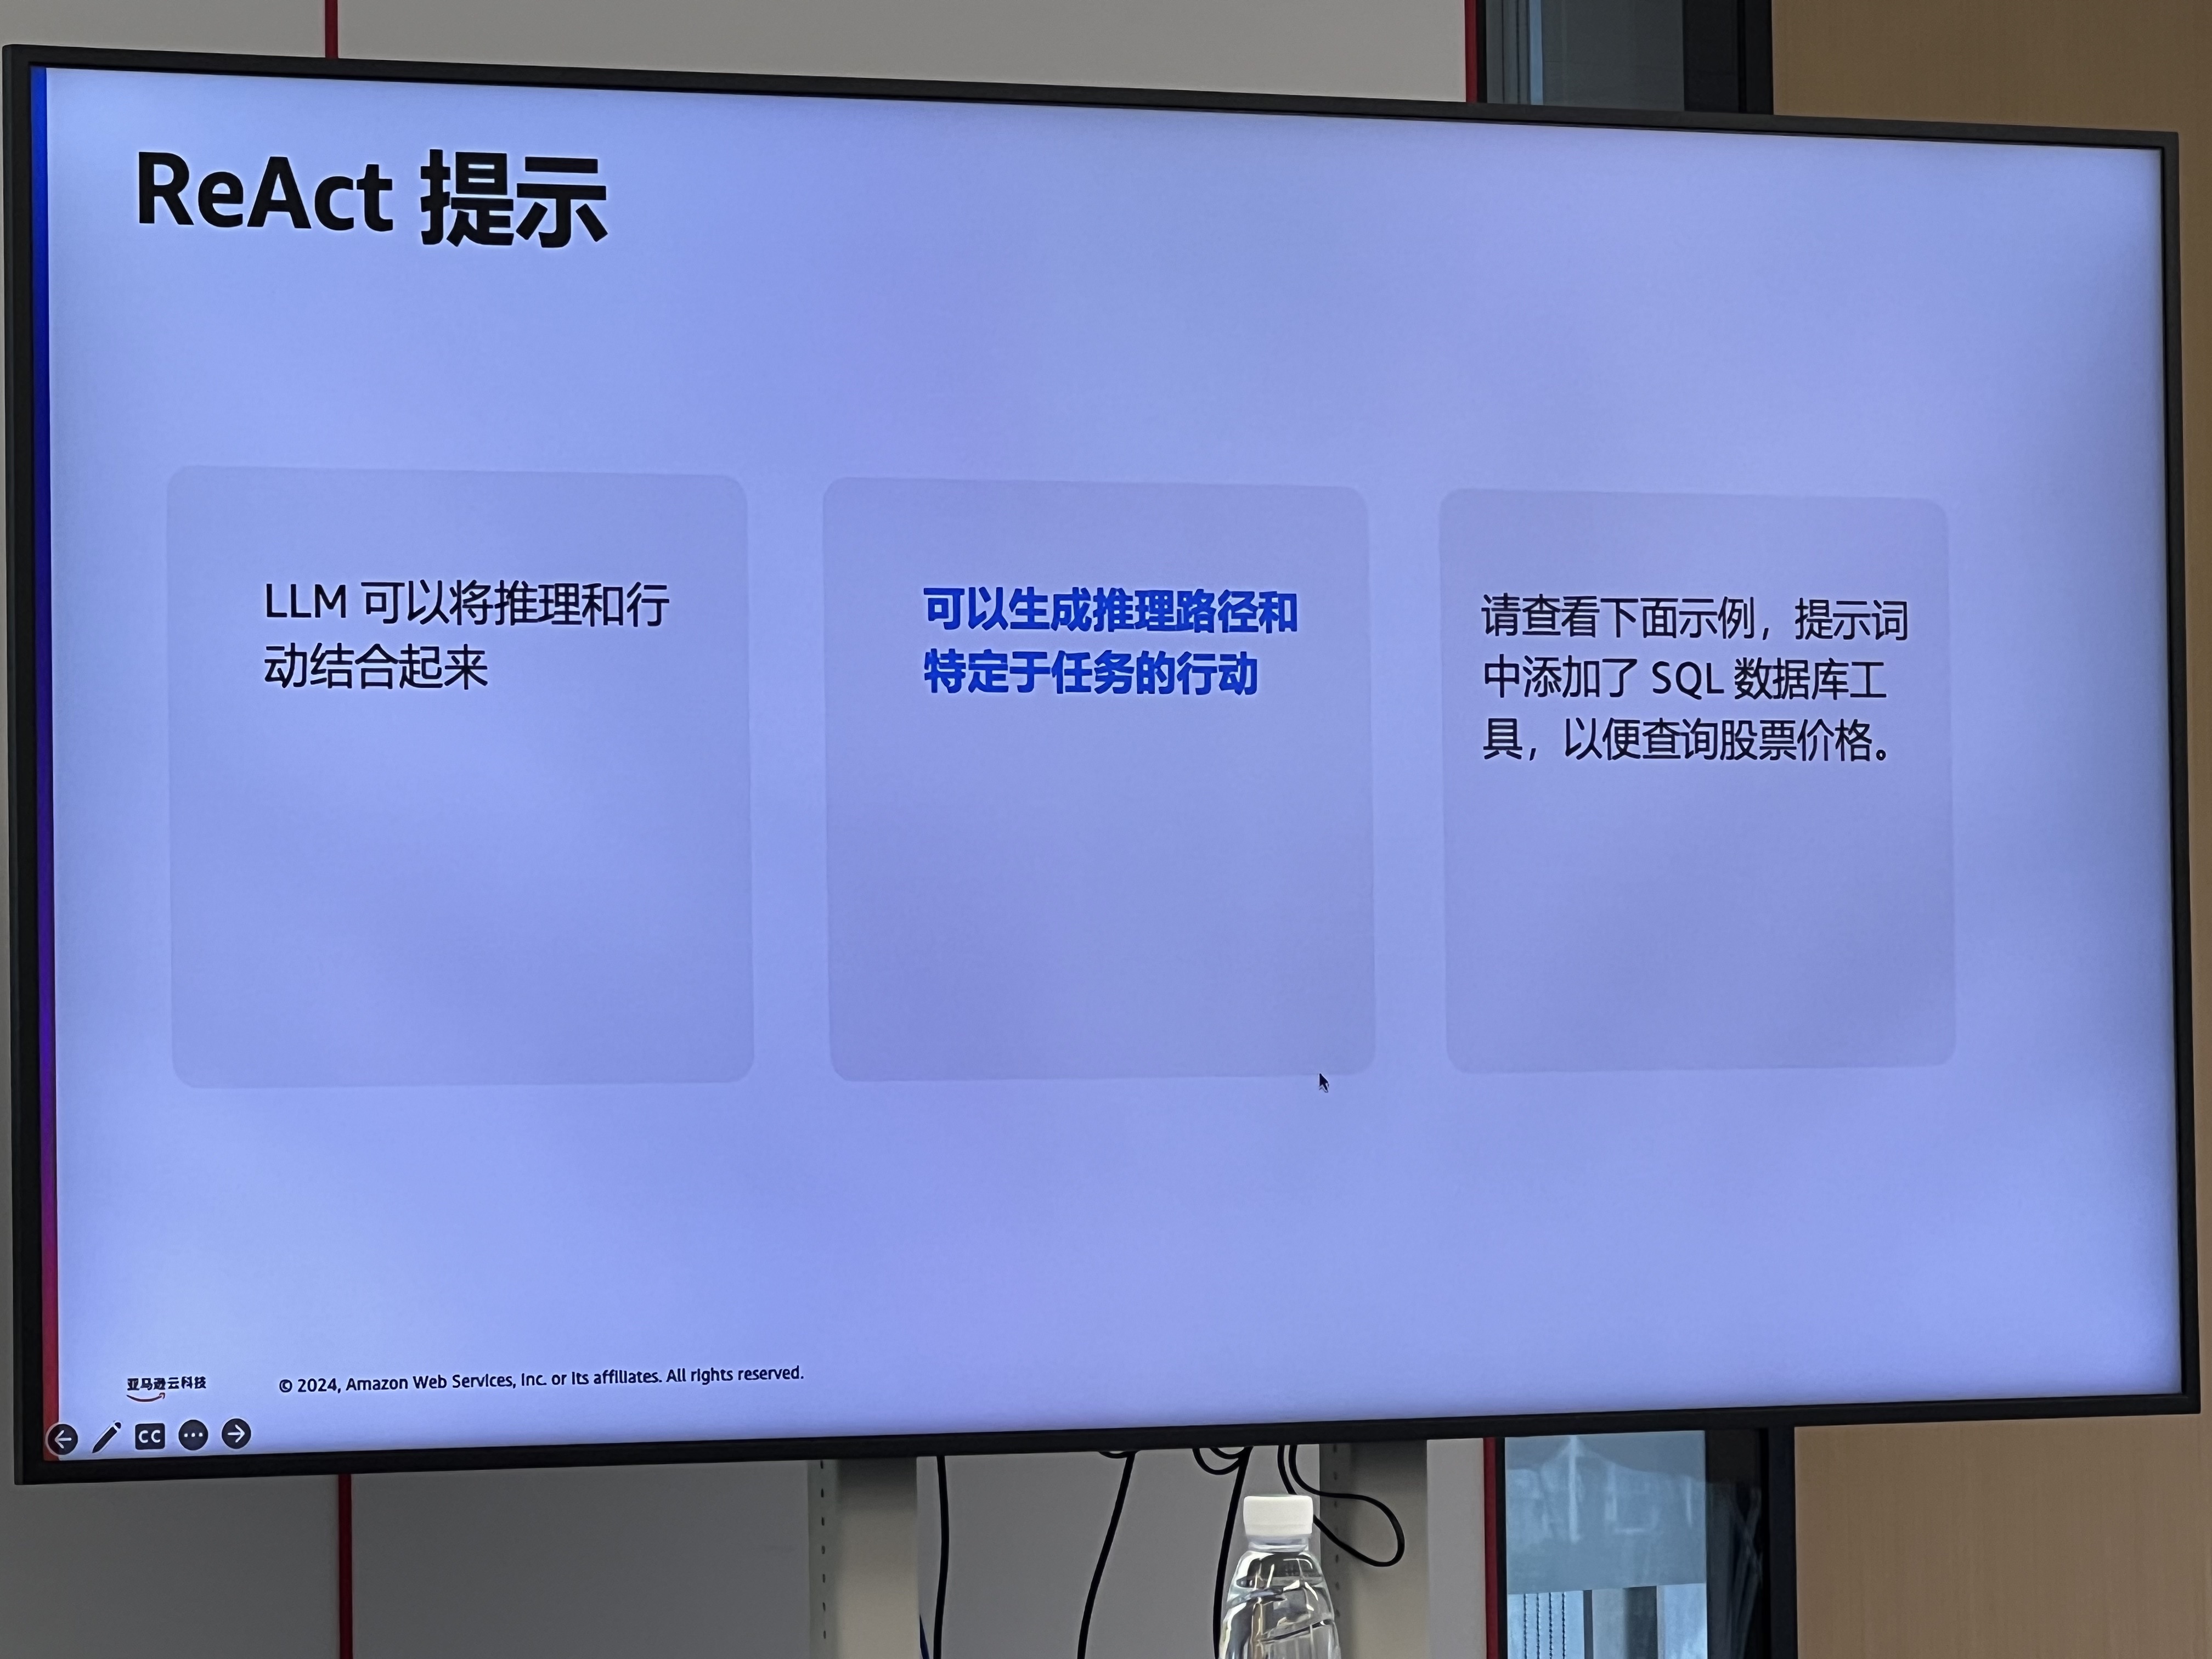 ReAct 提示
LLM 可以将推理和行
动结合起来
可以生成推理路径和
特定于任务的行动
请查看下面示例，提示词
中添加了 SQL 数据库工
具，以便查询股票价格。
亚马逊云科技
© 2024, Amazon Web Services, Inc. or its affiliates. All rights reserved.
CC